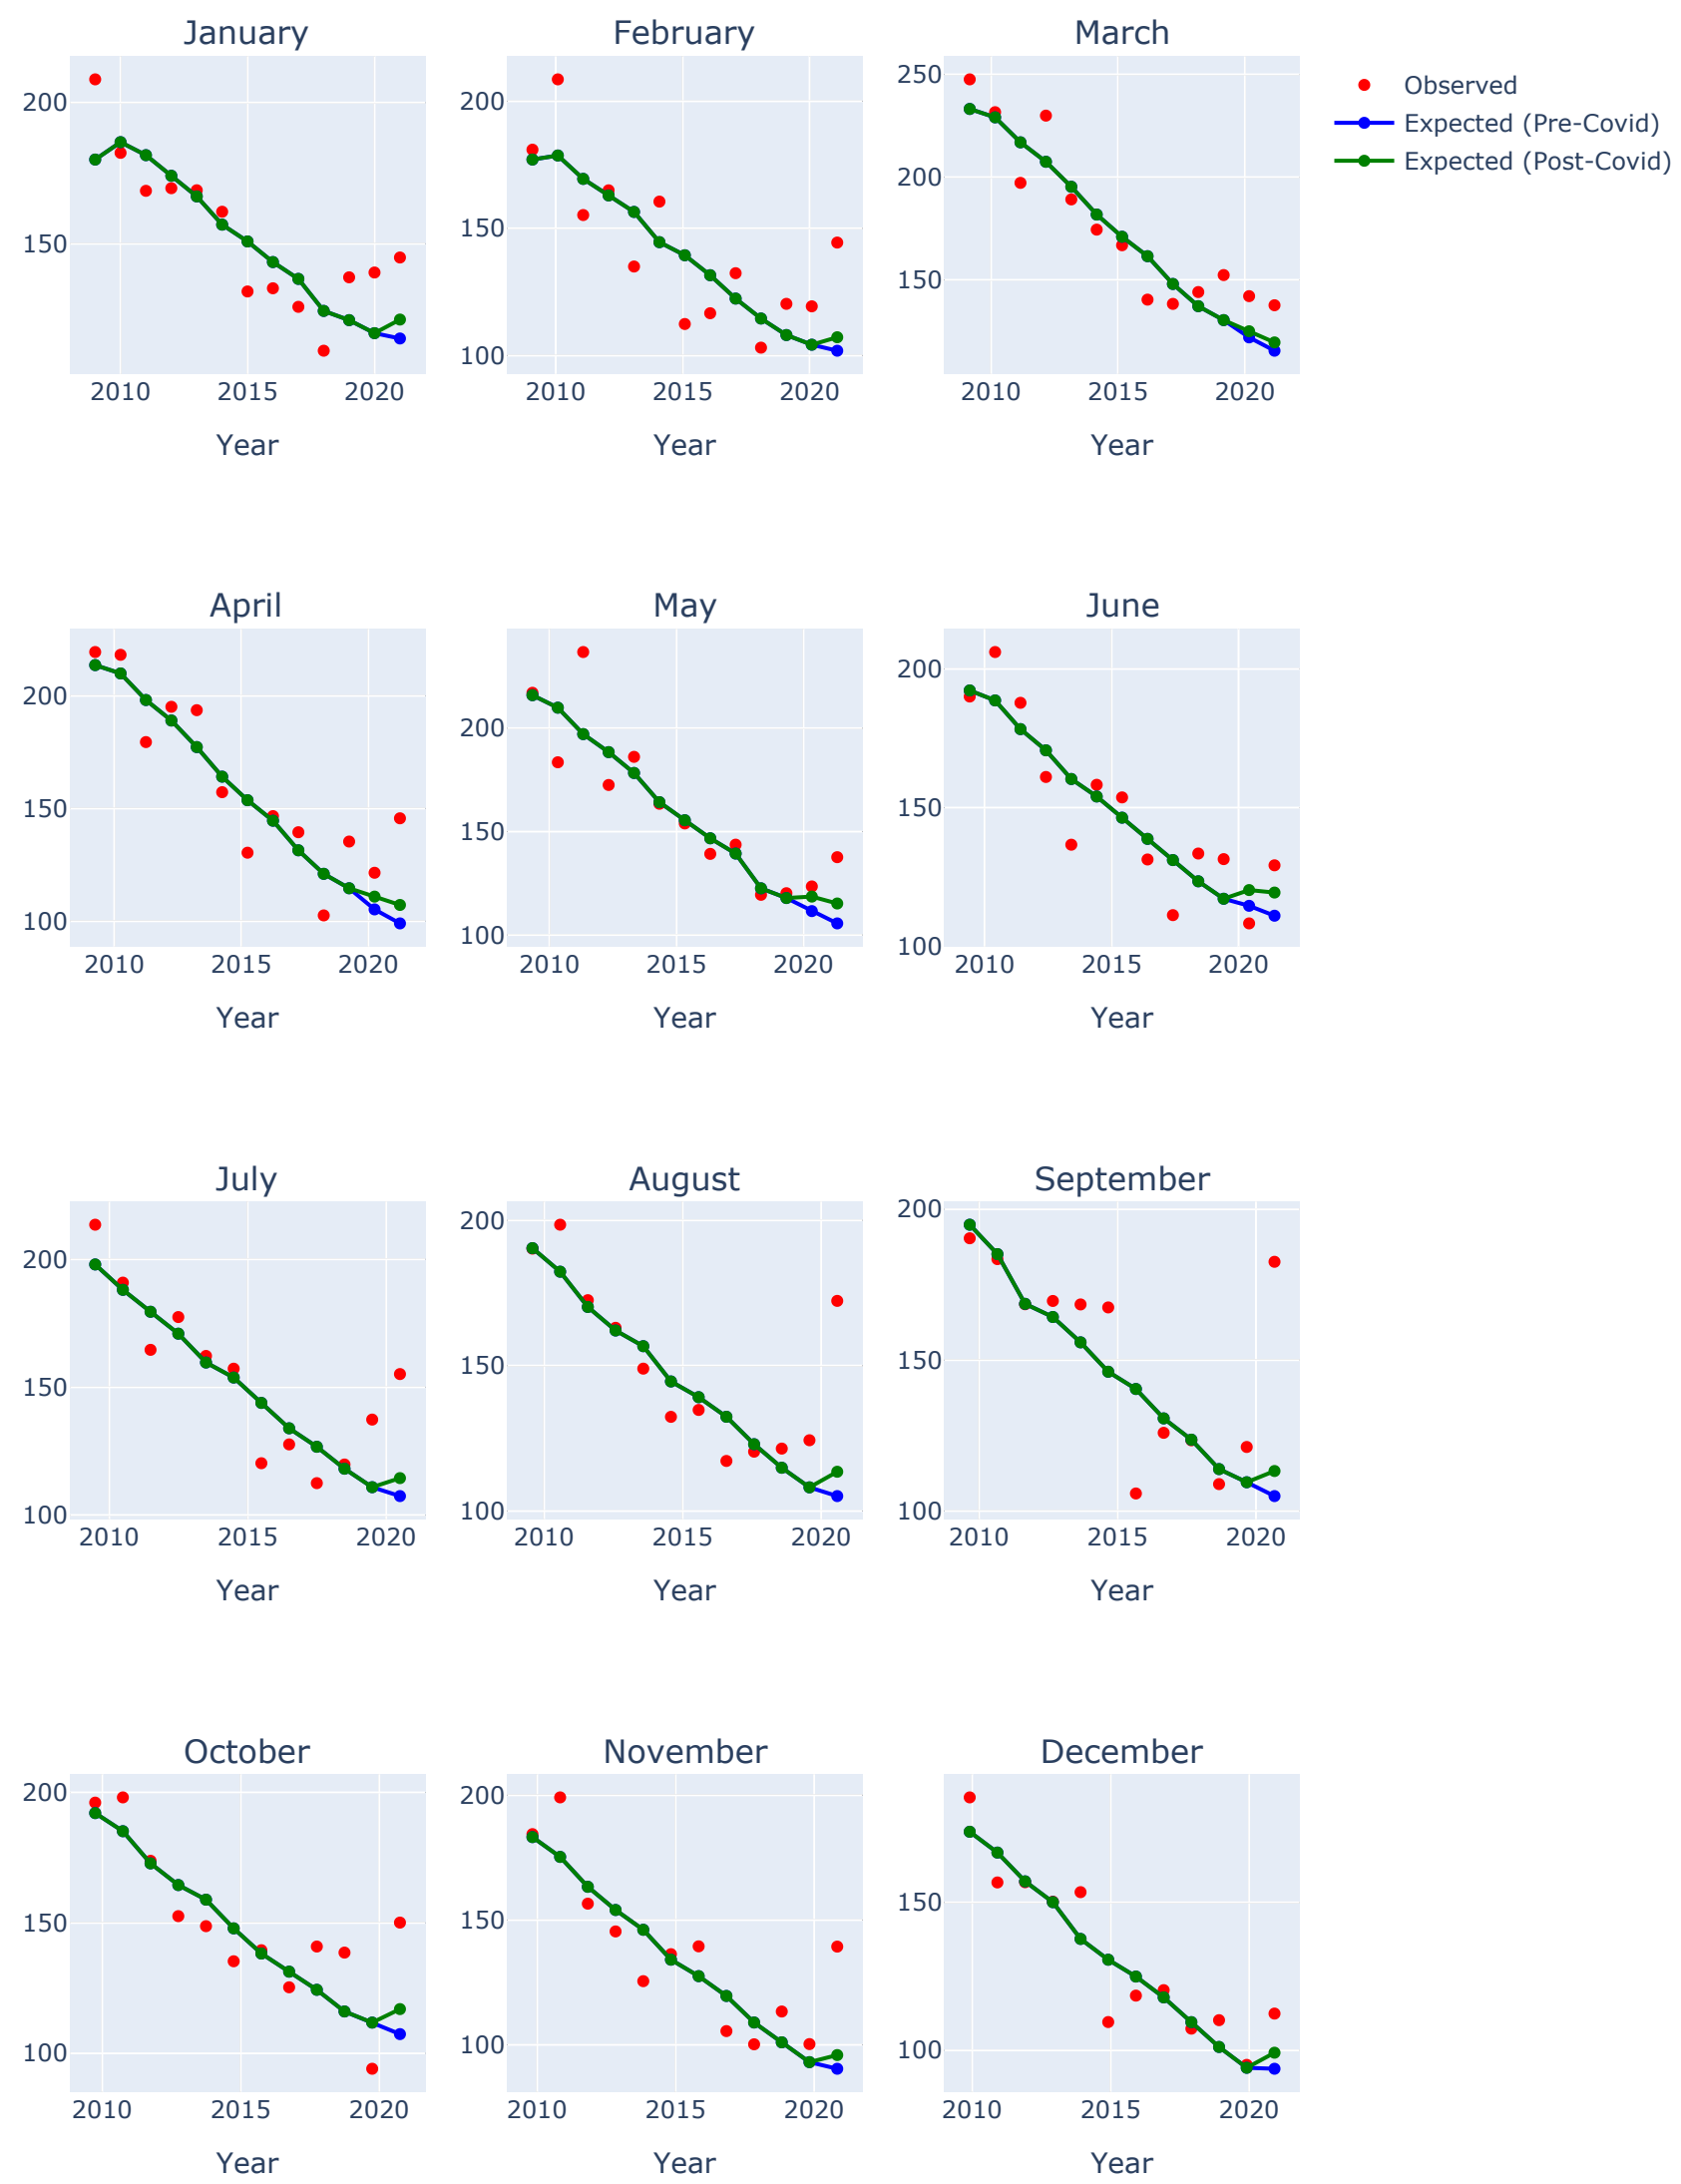 January February March
250
200 200
200
150 150
150
100
2010 2015 2020 2010 2015 2020 2010 2015 2020
Year Year Year
Observed
Expected (Pre-Covid)
Expected (Post-Covid)
April May June
200 200 200
150 150 150
100 100 100
2010 2015 2020 2010 2015 2020 2010 2015 2020
Year Year Year
July August September
200 200 200
150 150 150
100 100 100
2010 2015 2020 2010 2015 2020 2010 2015 2020
Year Year Year
October November December
200 200
150 150 150
100 100 100
2010 2015 2020 2010 2015 2020 2010 2015 2020
Year Year Year